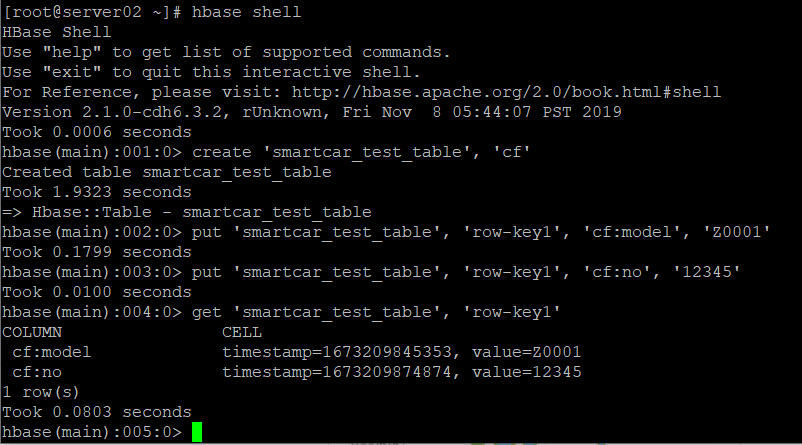 [root@server02 ~]# hbase shell
HBase Shell
Use "help" to get list of supported commands.
Use "exit" to quit this interactive shell.
For Reference, please visit: http://hbase.apache.org/2.0/book.html#shell
Version 2.1.0-cdh6.3.2, rUnknown, Fri Nov  8 05:44:07 PST 2019
Took 0.0006 seconds
hbase(main):001:0> create 'smartcar_test_table', 'cf'
Created table smartcar_test_table
Took 1.9323 seconds
=> Hbase::Table - smartcar_test_table
hbase(main):002:0> put 'smartcar_test_table', 'row-key1', 'cf:model', 'Z0001'
Took 0.1799 seconds
hbase(main):003:0> put 'smartcar_test_table', 'row-key1', 'cf:no', '12345'
Took 0.0100 seconds
hbase(main):004:0> get 'smartcar_test_table', 'row-key1'
COLUMN                CELL
 cf:model             timestamp=1673209845353, value=Z0001
 cf:no                timestamp=1673209874874, value=12345
1 row(s)
Took 0.0803 seconds
hbase(main):005:0>